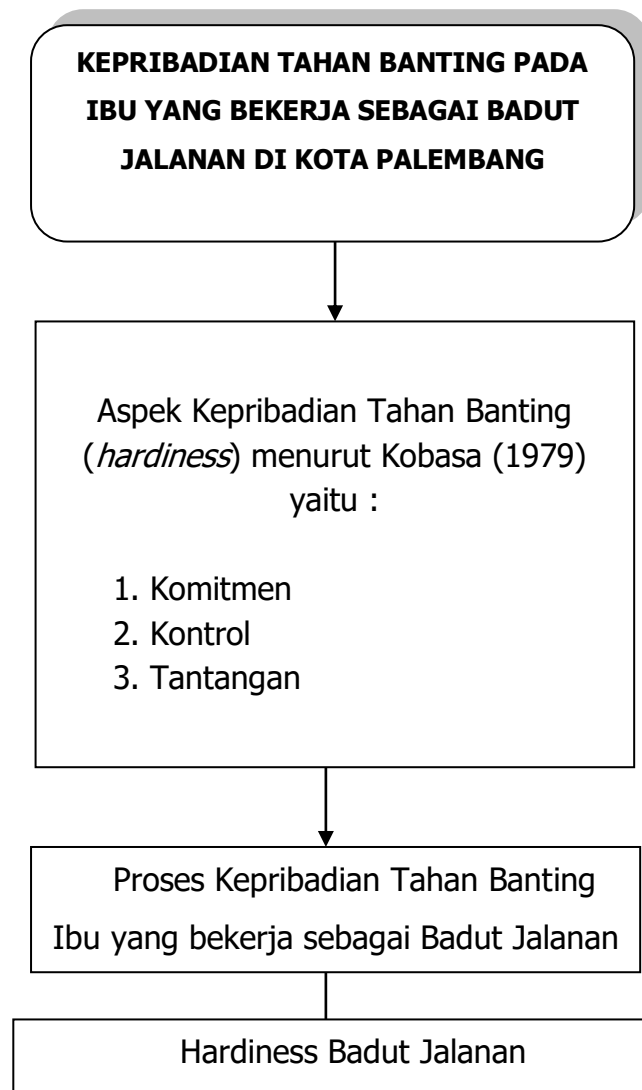 KEPRIBADIAN TAHAN BANTING PADA
IBU YANG BEKERJA SEBAGAI BADUT
JALANAN DI KOTA PALEMBANG
Aspek Kepribadian Tahan Banting
(hardiness) menurut Kobasa (1979)
yaitu :
1. Komitmen
2. Kontrol
3. Tantangan
Proses Kepribadian Tahan Banting
Ibu yang bekerja sebagai Badut Jalanan
Hardiness Badut Jalanan